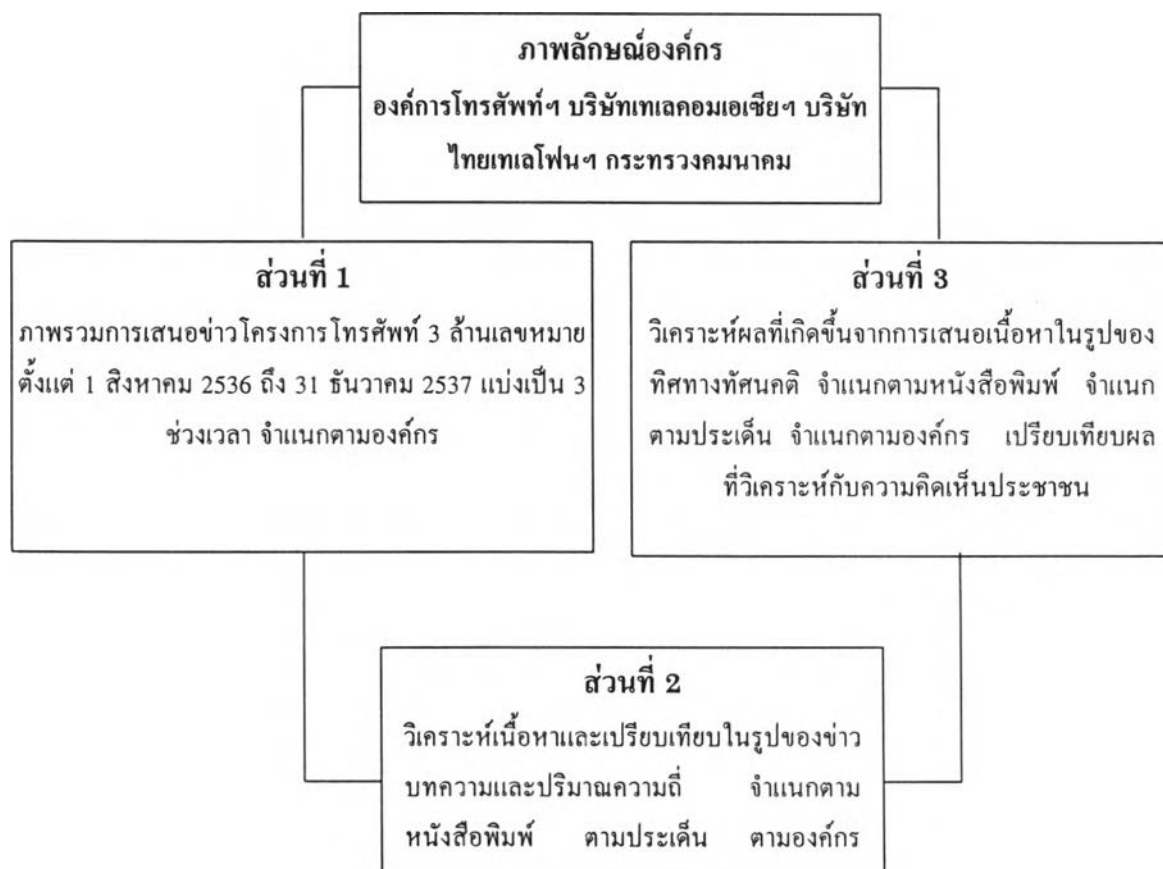 ภาพลักษณ์องค์กร
องค์การโทรศัพท์ฯ บริษัทเทเลคอมเอเซียฯ บริษัท
ไทยเทเลโฟนฯ กระทรวงคมนาคม
ส่วนที่ 1
ภาพรวมการเสนอข่าวโครงการโทรศัพท์ 3 ล้านเลขหมาย
ตั้งแต่ 1 สิงหาคม 2536 ถึง 31 ธันวาคม 2537 แบ่งเป็น 3
ช่วงเวลา จำแนกตามองค์กร
ส่วนที่ 3
วิเคราะห์ผลที่เกิดขึ้นจากการเสนอเนื้อหาในรูปของ
ทิศทางทัศนคติ จำแนกตามหนังสือพิมพ์ จำแนก
ตามประเด็น จำแนกตามองค์กร เปรียบเทียบผล
ที่วิเคราะห์กับความคิดเห็นประชาชน
ส่วนที่ 2
วิเคราะห์เนื้อหาและเปรียบเทียบในรูปของข่าว
บทความและปริมาณความถี่ จำแนกตาม
หนังสือพิมพ์ ตามประเด็น ตามองค์กร